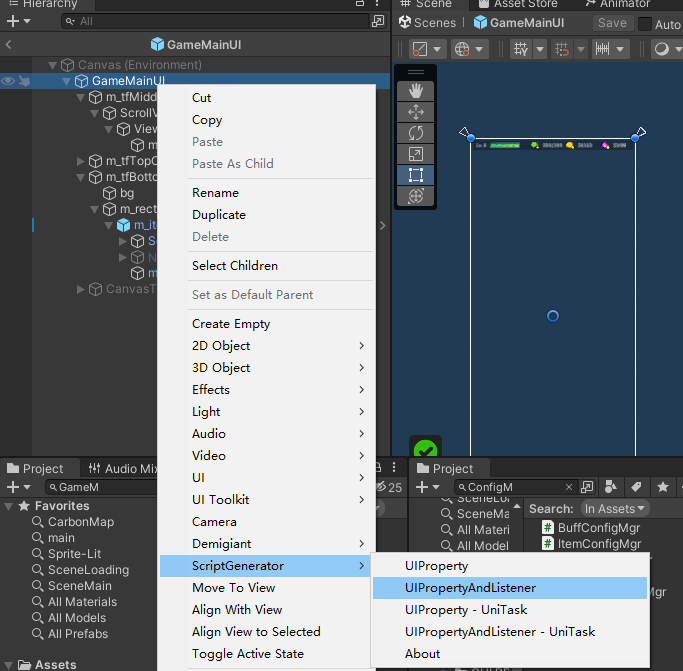 Hierarchy
All
GameMainUI
Canvas (Environment)
GameMainUI
m_tfMidd
ScrollV
View
m
m_tfTopC
m_tfBotto
bg
m_rect
m_it
S
N
m
CanvasT
Cut
Copy
Paste
Paste As Child
Rename
Duplicate
Delete
Select Children
Set as Default Parent
Create Empty
2D Object
3D Object
Effects
Light
Audio
Video
UI
UI Toolkit
Camera
Demigiant
ScriptGenerator
Move To View
Align With View
Align View to Selected
Toggle Active State
UIProperty
UIPropertyAndListener
UIProperty - UniTask
UIPropertyAndListener - UniTask
About
Scene
Asset Store
Animator
Scenes
GameMainUI
Save
Auto
Project
Audio Mix
GameM
25
Favorites
CarbonMap
main
Sprite-Lit
SceneLoading
SceneMain
All Materials
All Models
All Prefabs
Assets
Project
ConfigM
SceneLo
SceneMa
All Materi
All Model
Search:
In Assets
BuffConfigMgr
ItemConfigMgr
Mgr